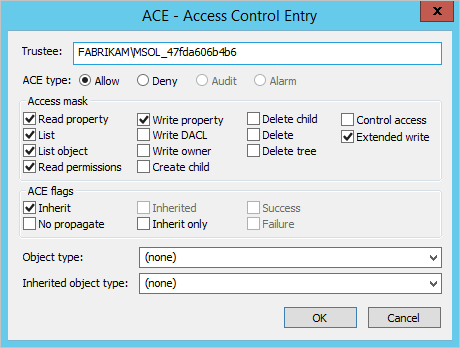 ACE - Access Control Entry
x
Trustee: FABRIKAM\MSOL_47fda606b4b6
ACE type: Allow Deny Audit Alarm
Access mask
Read property Write property Delete child Control access
List Write DACL Delete Extended write
List object Write owner Delete tree
Read permissions Create child
ACE flags
Inherit Inherited Success
No propagate Inherit only Failure
Object type: (none)
Inherited object type: (none)
OK Cancel